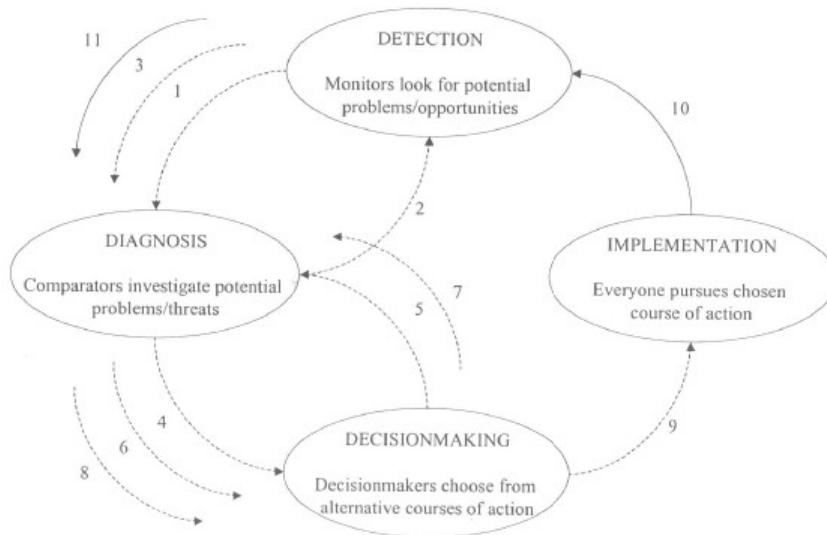 DETECTION
Monitors look for potential
problems/opportunities
11
3
1
10
2
DIAGNOSIS
Comparators investigate potential
problems/threats
7
5
IMPLEMENTATION
Everyone pursues chosen
course of action
4
6
8
9
DECISIONMAKING
Decisionmakers choose from
alternative courses of action